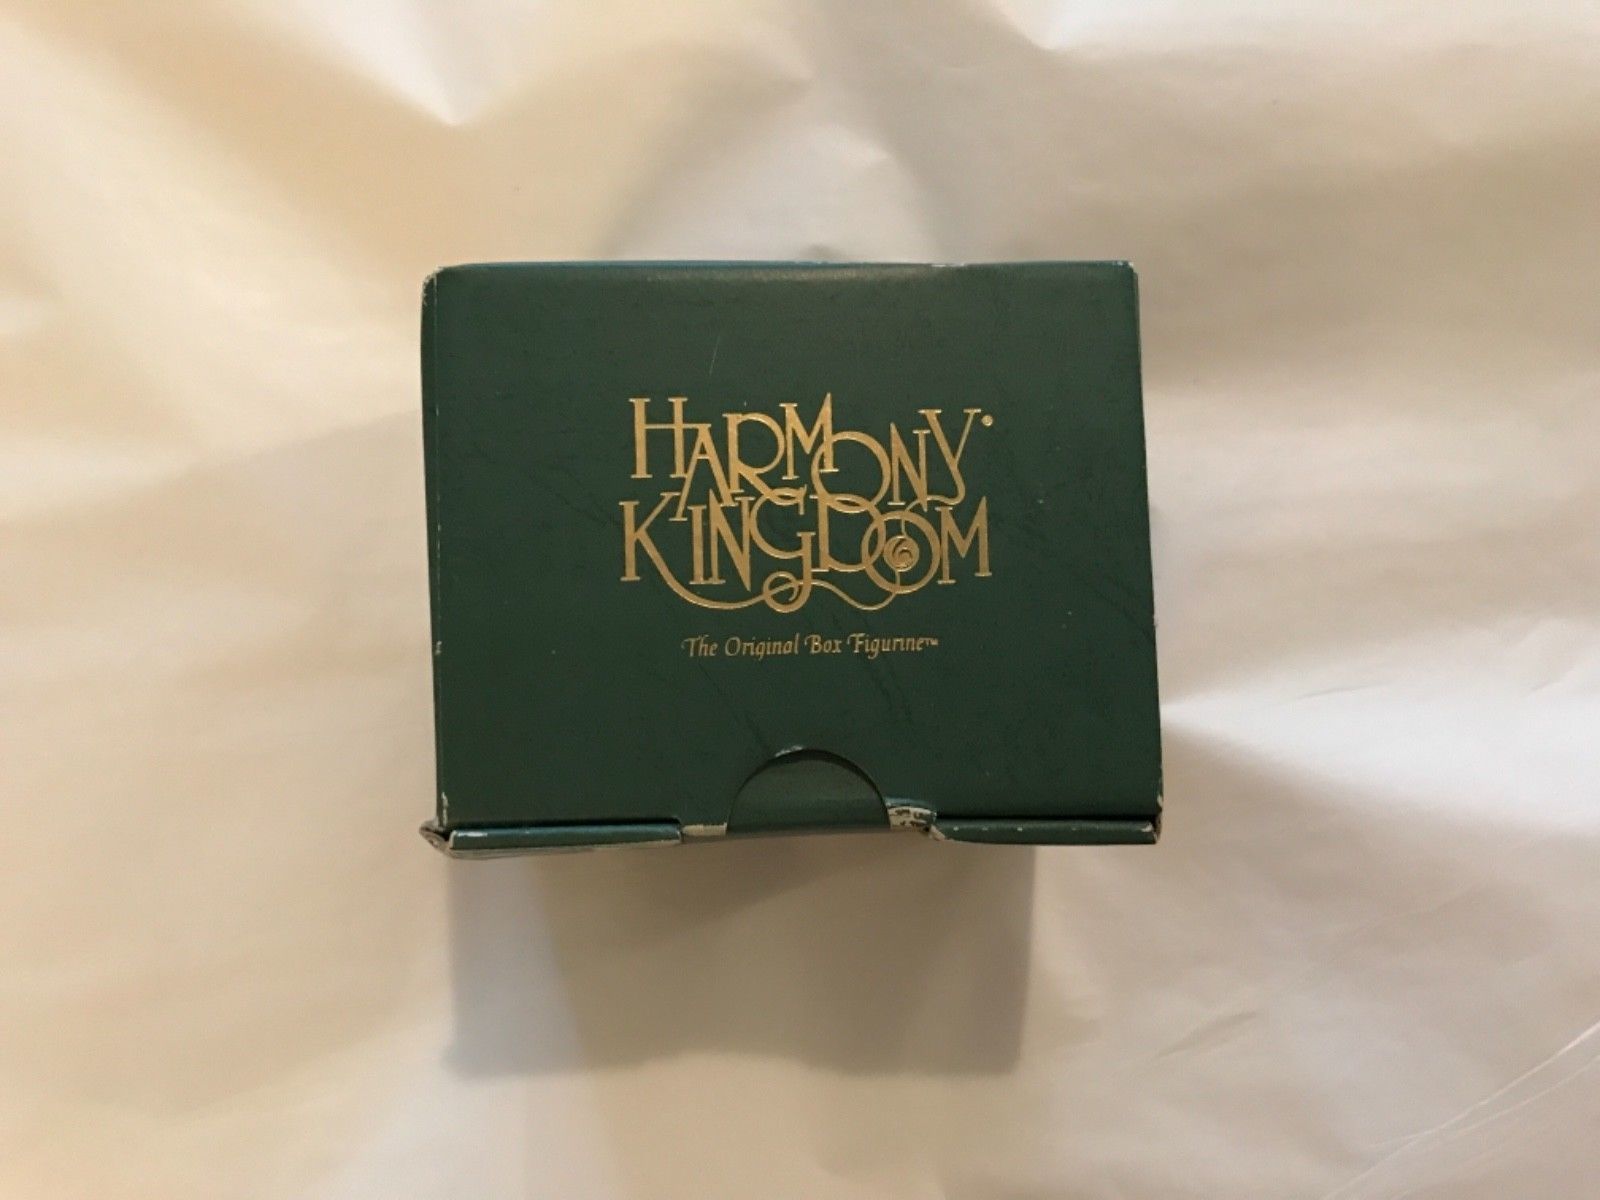 HARMONY
KINGDOM
The Original Box Figurine™